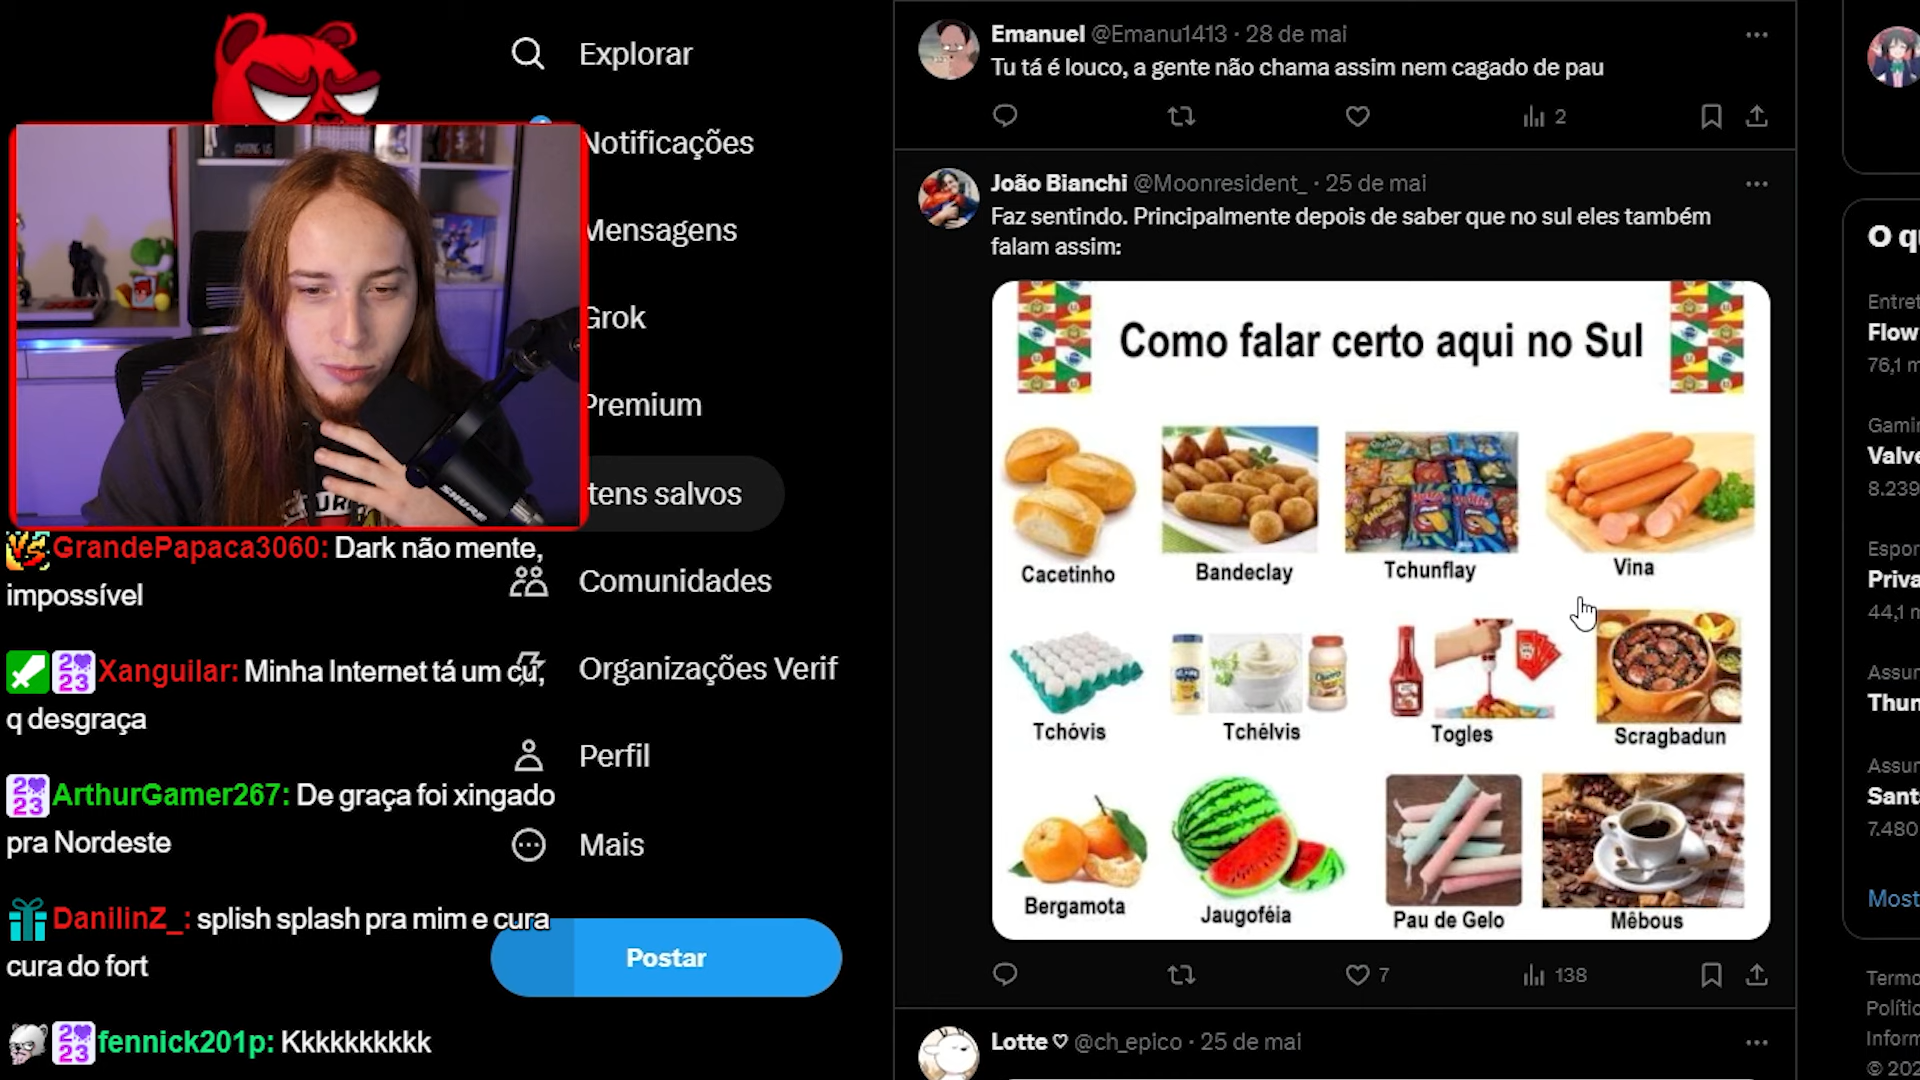 Explorar
Notificações
Mensagens
Grok
Premium
tens salvos
Comunidades
Organizações Verif
Perfil
Mais
Postar
SHURE
GrandePapaca3060: Dark não mente,
impossível
2023 Xanguilar: Minha Internet tá um cu,
q desgraça
2023 ArthurGamer267: De graça foi xingado
pra Nordeste
DanilinZ_: splish splash pra mim e cura
cura do fort
2023 fennick201p: Kkkkkkkkkk
Emanuel @Emanu1413 · 28 de mai
Tu tá é louco, a gente não chama assim nem cagado de pau
2
João Bianchi @Moonresident_ · 25 de mai
Faz sentindo. Principalmente depois de saber que no sul eles também
falam assim:
Como falar certo aqui no Sul
Cacetinho Bandeclay Tchunflay Vina
Tchóvis Tchélvis Togles Scragbadun
Bergamota Jaugoféia Pau de Gelo Mêbous
7 138
Lotte ♡ @ch_epico · 25 de mai
O qu
Entret
Flow
76,1 m
Gamin
Valve
8.239
Espor
Priva
44,1 m
Assun
Thun
Assun
Sant
7.480
Most
Termo
Polític
Inform
© 202